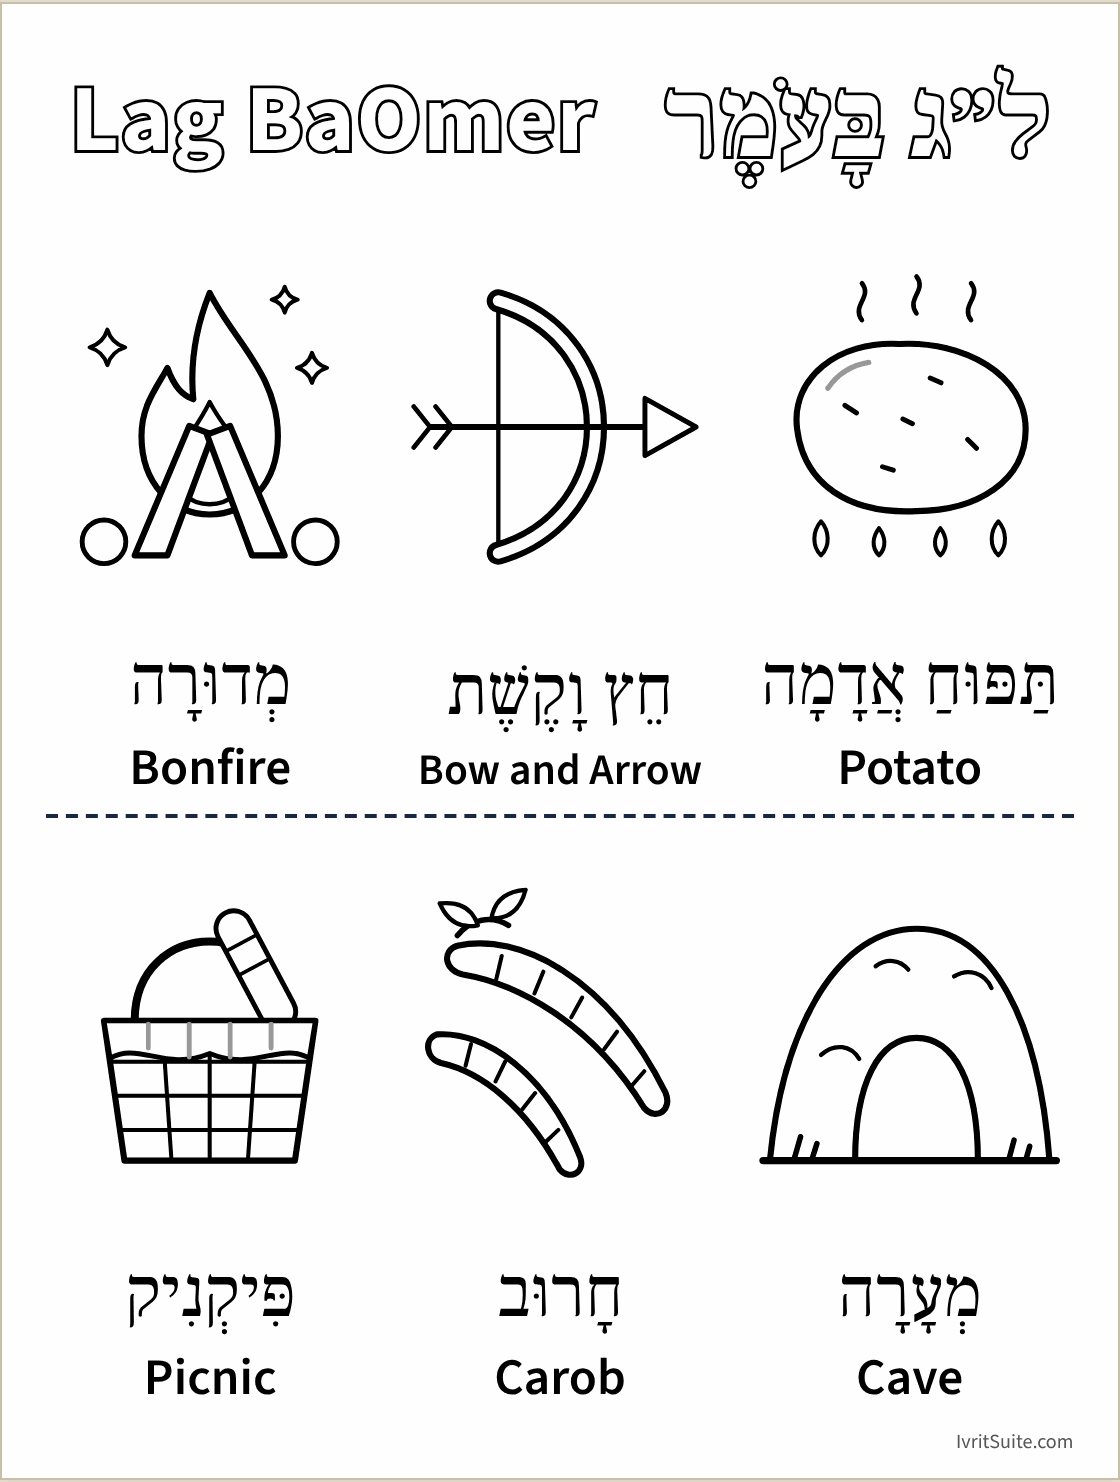 Lag BaOmer
ל״ג בָּעֹמֶר
מְדוּרָה
Bonfire
חֵץ וָקֶשֶׁת
Bow and Arrow
תַּפּוּחַ אֲדָמָה
Potato
פִּיקְנִיק
Picnic
חָרוּב
Carob
מְעָרָה
Cave
IvritSuite.com